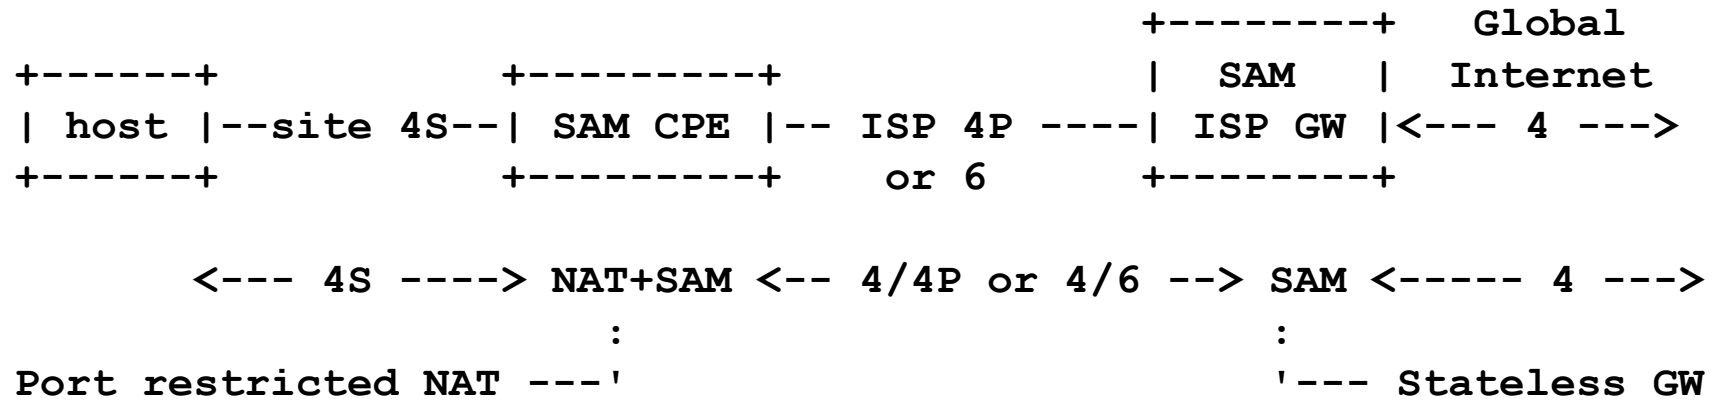 +--------+   Global
+------+             +---------+                 |  SAM   |  Internet
| host |--site 4S--| SAM CPE |-- ISP 4P ----| ISP GW |<--- 4 --->
+------+             +---------+    or 6       +--------+

       <--- 4S ----> NAT+SAM <-- 4/4P or 4/6 --> SAM <----- 4 --->
                        :                         :
Port restricted NAT ---'                         '--- Stateless GW